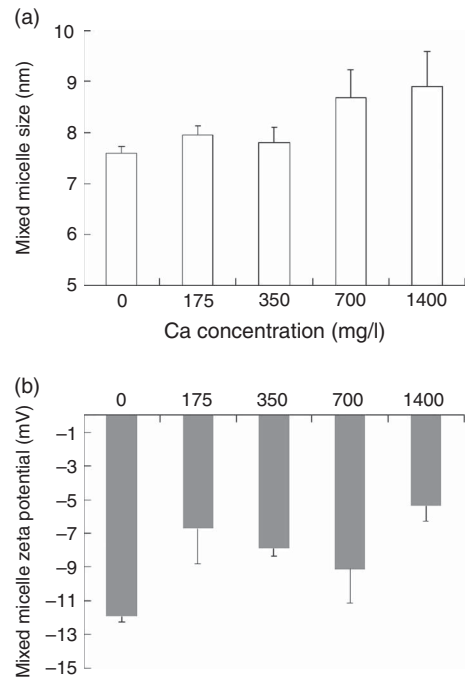 (a)
Mixed micelle size (nm)
10
9
8
7
6
5
0 175 350 700 1400
Ca concentration (mg/l)
(b)
Mixed micelle zeta potential (mV)
0 175 350 700 1400
−1
−3
−5
−7
−9
−11
−13
−15